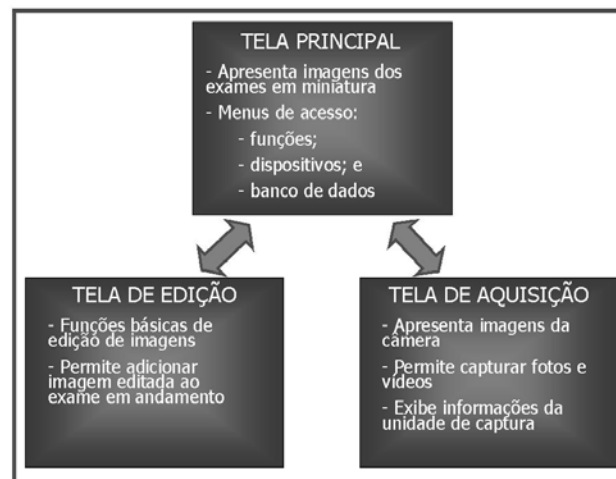 TELA PRINCIPAL
- Apresenta imagens dos
exames em miniatura
- Menus de acesso:
- funções;
- dispositivos; e
- banco de dados
TELA DE EDIÇÃO
- Funções básicas de
edição de imagens
- Permite adicionar
imagem editada ao
exame em andamento
TELA DE AQUISIÇÃO
- Apresenta imagens da
câmera
- Permite capturar fotos e
vídeos
- Exibe informações da
unidade de captura